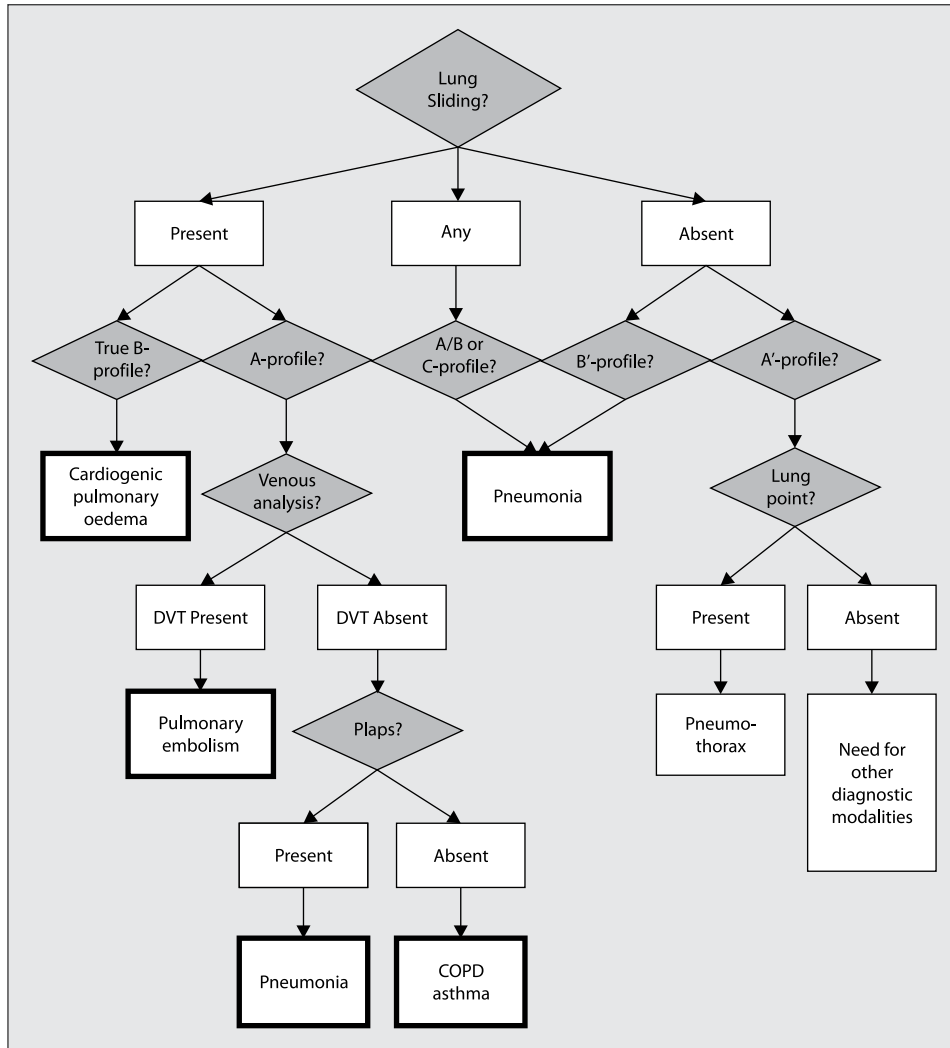 Lung
Sliding?
Present
Any
Absent
True B-
profile?
A-profile?
A/B or
C-profile?
B'-profile?
A'-profile?
Cardiogenic
pulmonary
oedema
Venous
analysis?
Pneumonia
Lung
point?
DVT Present
DVT Absent
Present
Absent
Pulmonary
embolism
Plaps?
Pneumo-
thorax
Need for
other
diagnostic
modalities
Present
Absent
Pneumonia
COPD
asthma